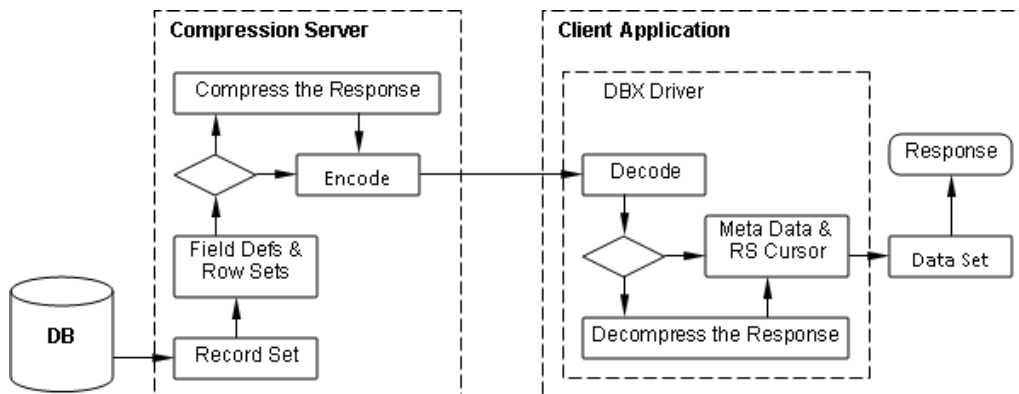 Compression Server
Compress the Response
Encode
Field Defs &
Row Sets
Record Set
DB
Client Application
DBX Driver
Decode
Meta Data &
RS Cursor
Decompress the Response
Data Set
Response